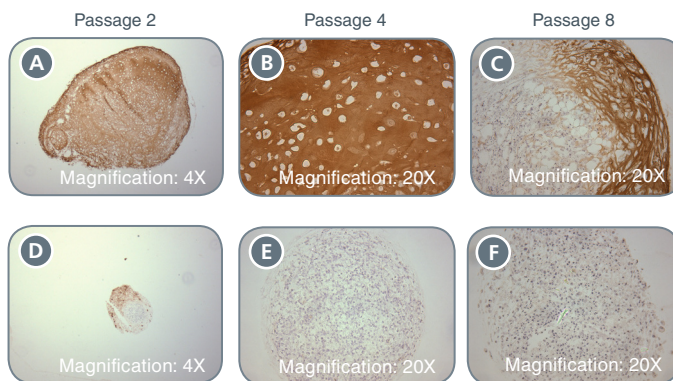 Passage 2
Passage 4
Passage 8
A
B
C
Magnification: 4X
Magnification: 20X
Magnification: 20X
D
E
F
Magnification: 4X
Magnification: 20X
Magnification: 20X